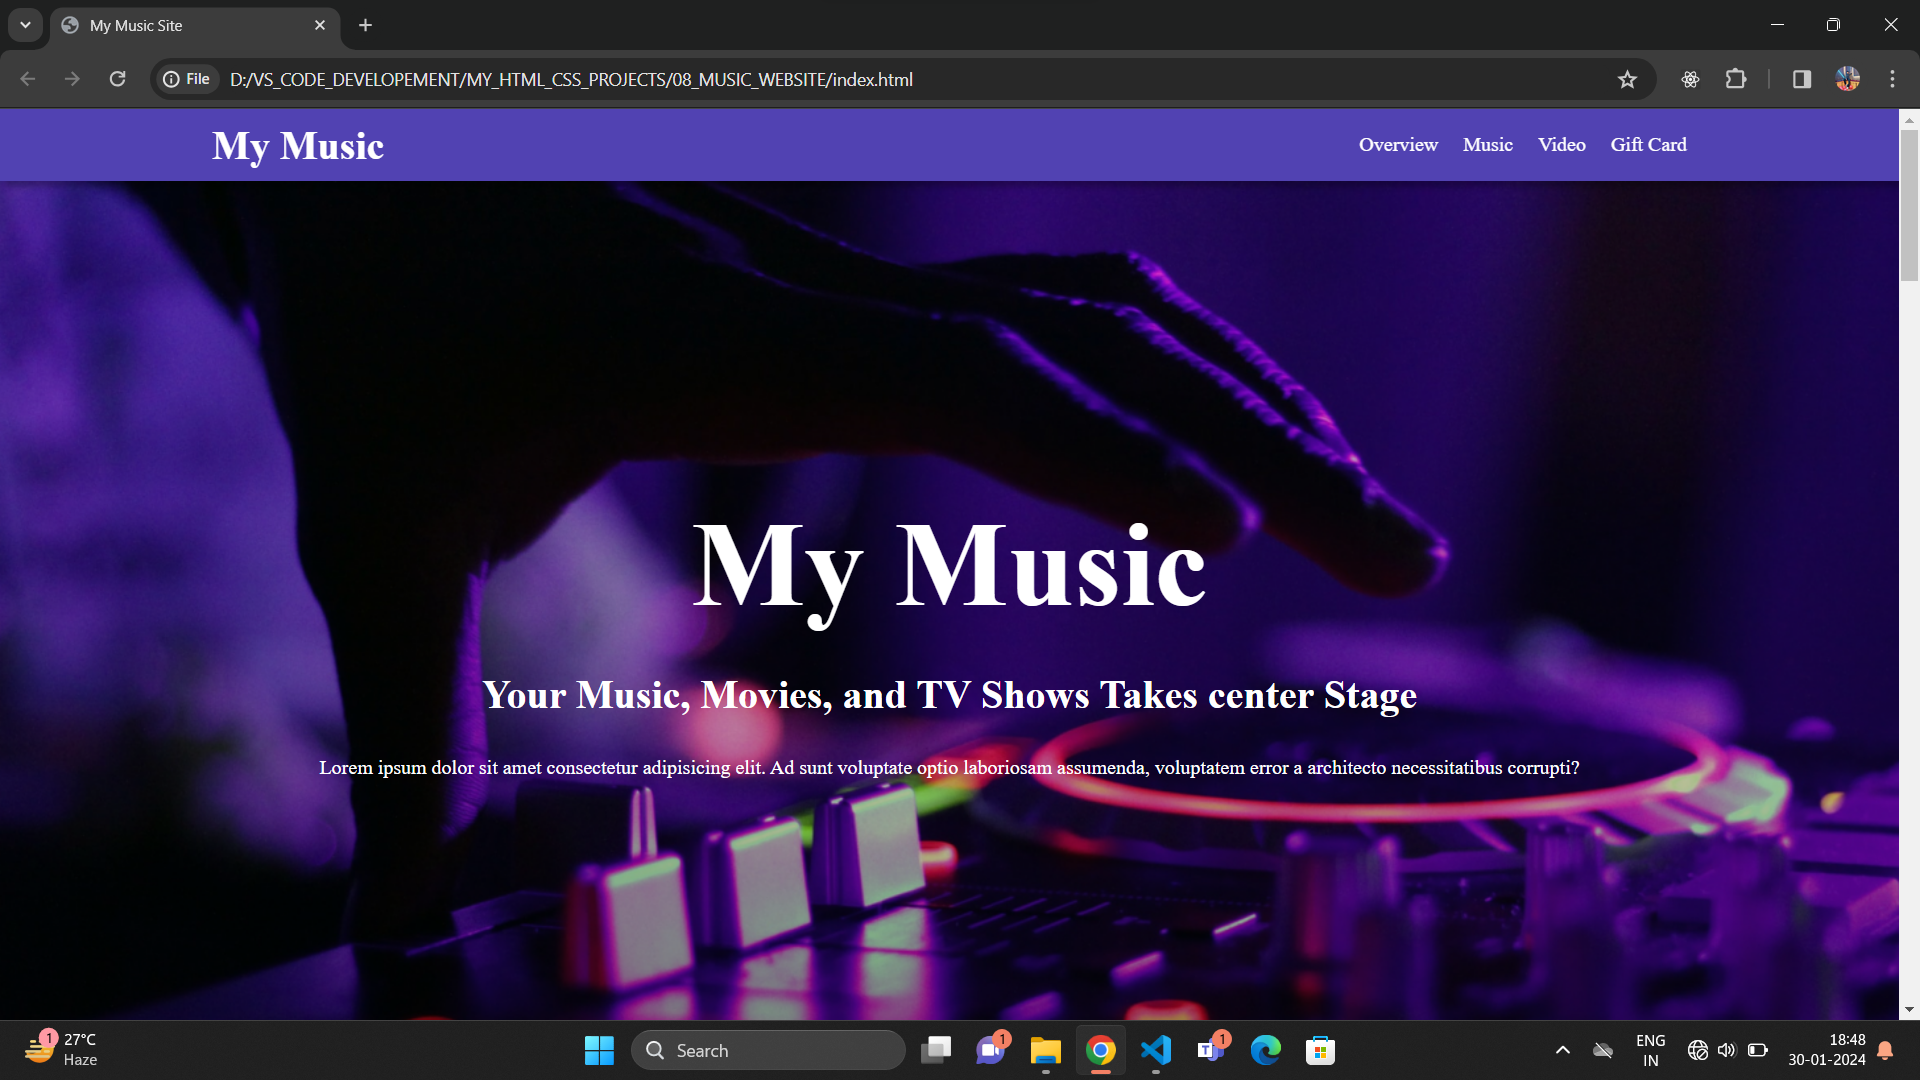 My Music Site
File
D:/VS_CODE_DEVELOPEMENT/MY_HTML_CSS_PROJECTS/08_MUSIC_WEBSITE/index.html
My Music
Overview Music Video Gift Card
My Music
Your Music, Movies, and TV Shows Takes center Stage
Lorem ipsum dolor sit amet consectetur adipisicing elit. Ad sunt voluptate optio laboriosam assumenda, voluptatem error a architecto necessitatibus corrupti?
1
27°C
Haze
Search
1
T
1
ENG
IN
18:48
30-01-2024